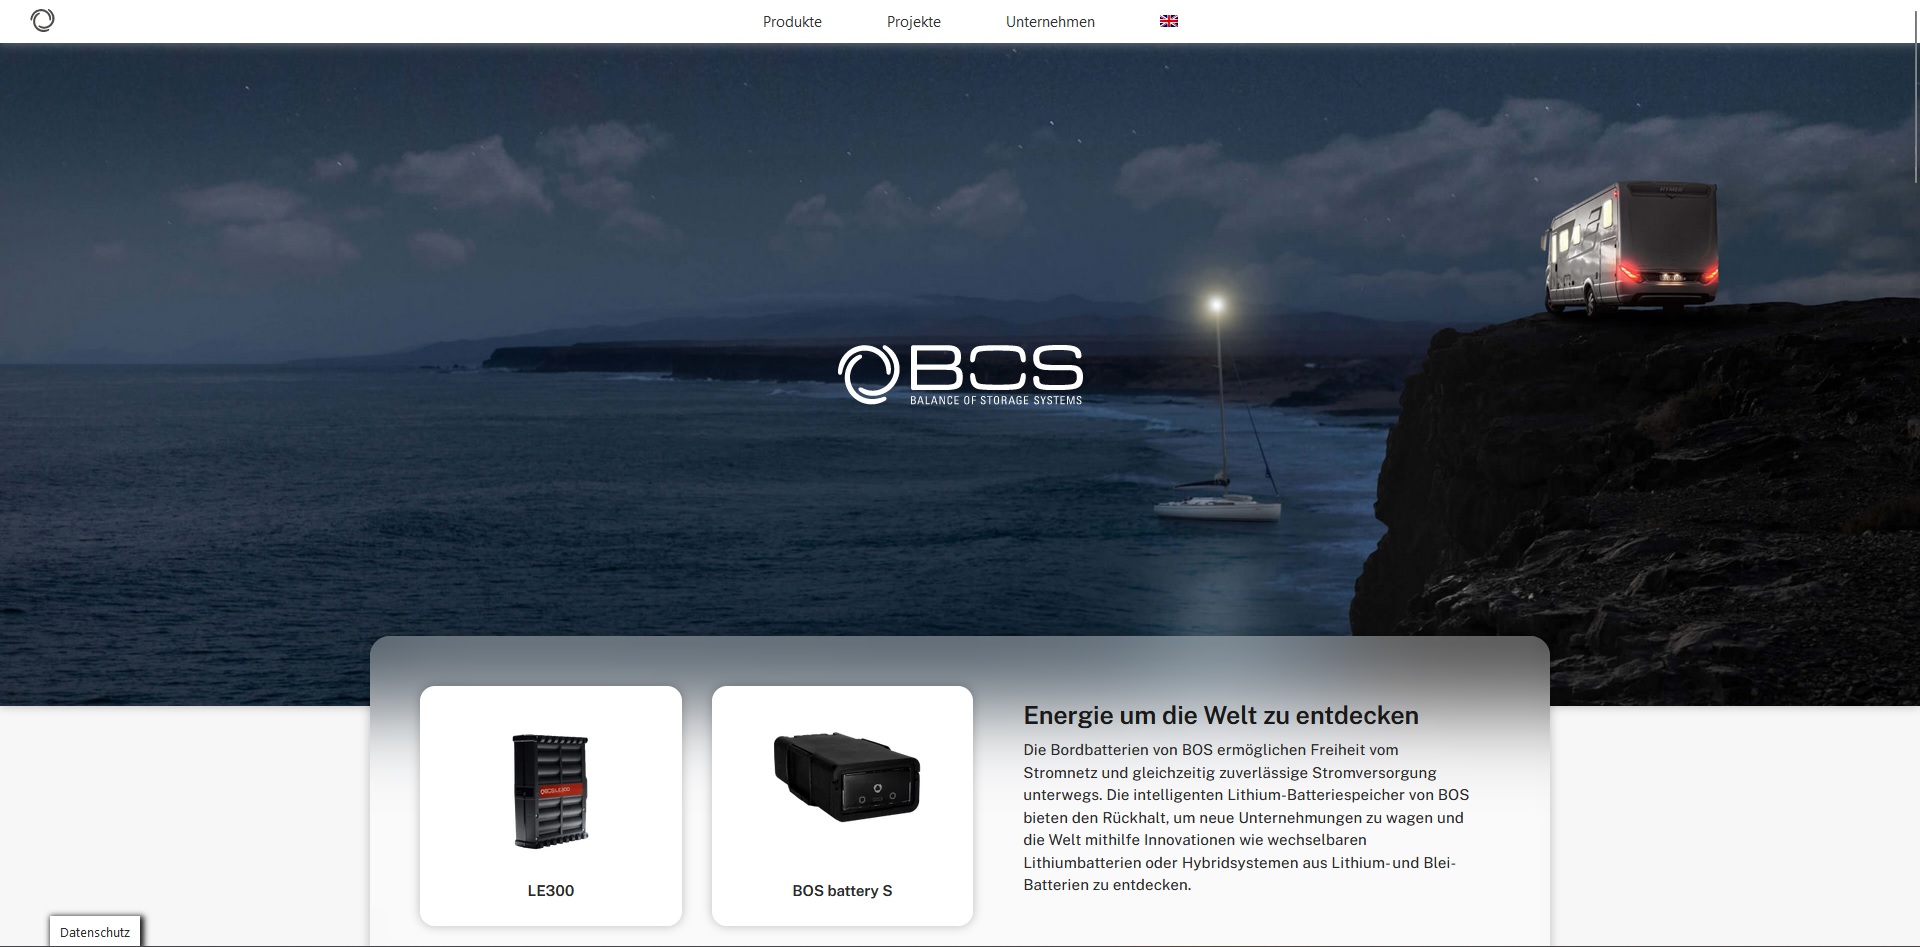 Produkte
Projekte
Unternehmen
BOS
BALANCE OF STORAGE SYSTEMS
Energie um die Welt zu entdecken
Die Bordbatterien von BOS ermöglichen Freiheit vom
Stromnetz und gleichzeitig zuverlässige Stromversorgung
unterwegs. Die intelligenten Lithium-Batteriespeicher von BOS
bieten den Rückhalt, um neue Unternehmungen zu wagen und
die Welt mithilfe Innovationen wie wechselbaren
Lithiumbatterien oder Hybridsystemen aus Lithium- und Blei-
Batterien zu entdecken.
LE300
BOS battery S
Datenschutz